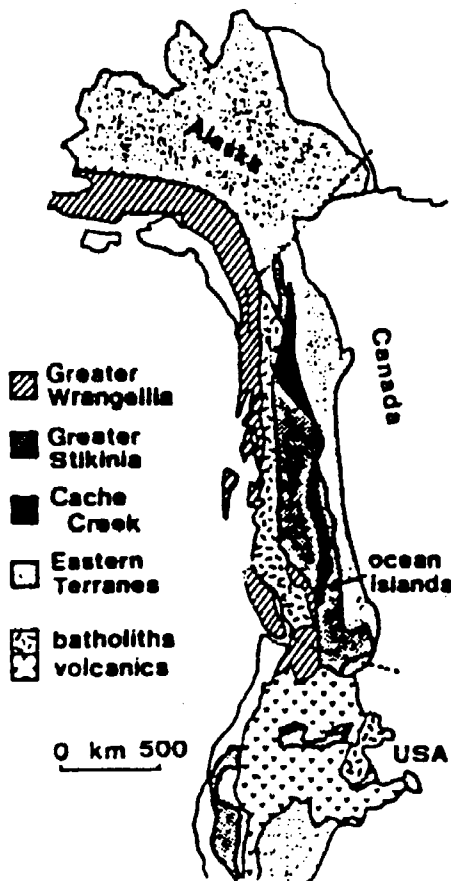 Alaska
Canada
Greater
Wrangellia
Greater
Stikinia
Cache
Creek
Eastern
Terranes
batholiths
volcanics
ocean
islands
0 km 500
USA